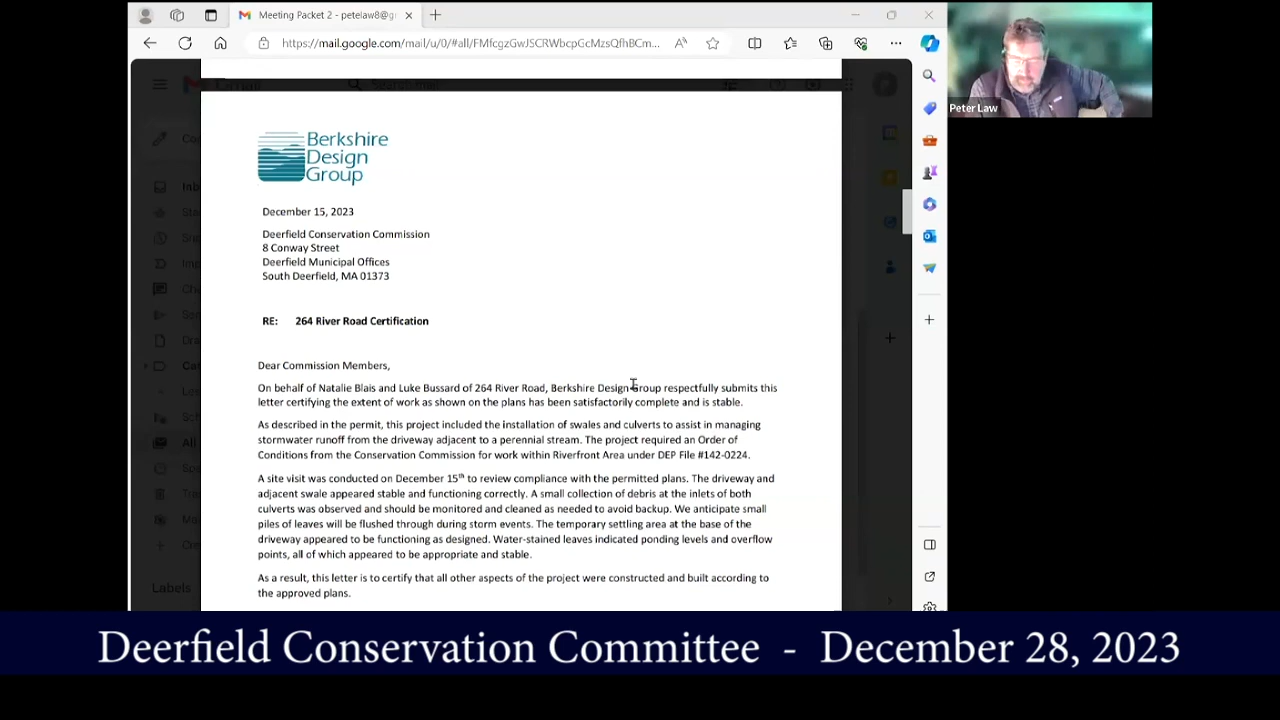 Meeting Packet 2 - petelaw8@g
https://mail.google.com/mail/u/0/#all/FMfcgzGwJSCRWbcpGcMzsQfhBCm...
Peter Law
Berkshire
Design
Group
December 15, 2023
Deerfield Conservation Commission
8 Conway Street
Deerfield Municipal Offices
South Deerfield, MA 01373
RE: 264 River Road Certification
Dear Commission Members,
On behalf of Natalie Blais and Luke Bussard of 264 River Road, Berkshire Design Group respectfully submits this
letter certifying the extent of work as shown on the plans has been satisfactorily complete and is stable.
As described in the permit, this project included the installation of swales and culverts to assist in managing
stormwater runoff from the driveway adjacent to a perennial stream. The project required an Order of
Conditions from the Conservation Commission for work within Riverfront Area under DEP File #142-0224.
A site visit was conducted on December 15th to review compliance with the permitted plans. The driveway and
adjacent swale appeared stable and functioning correctly. A small collection of debris at the inlets of both
culverts was observed and should be monitored and cleaned as needed to avoid backup. We anticipate small
piles of leaves will be flushed through during storm events. The temporary settling area at the base of the
driveway appeared to be functioning as designed. Water-stained leaves indicated ponding levels and overflow
points, all of which appeared to be appropriate and stable.
As a result, this letter is to certify that all other aspects of the project were constructed and built according to
the approved plans.
Labels
Deerfield Conservation Committee - December 28, 2023